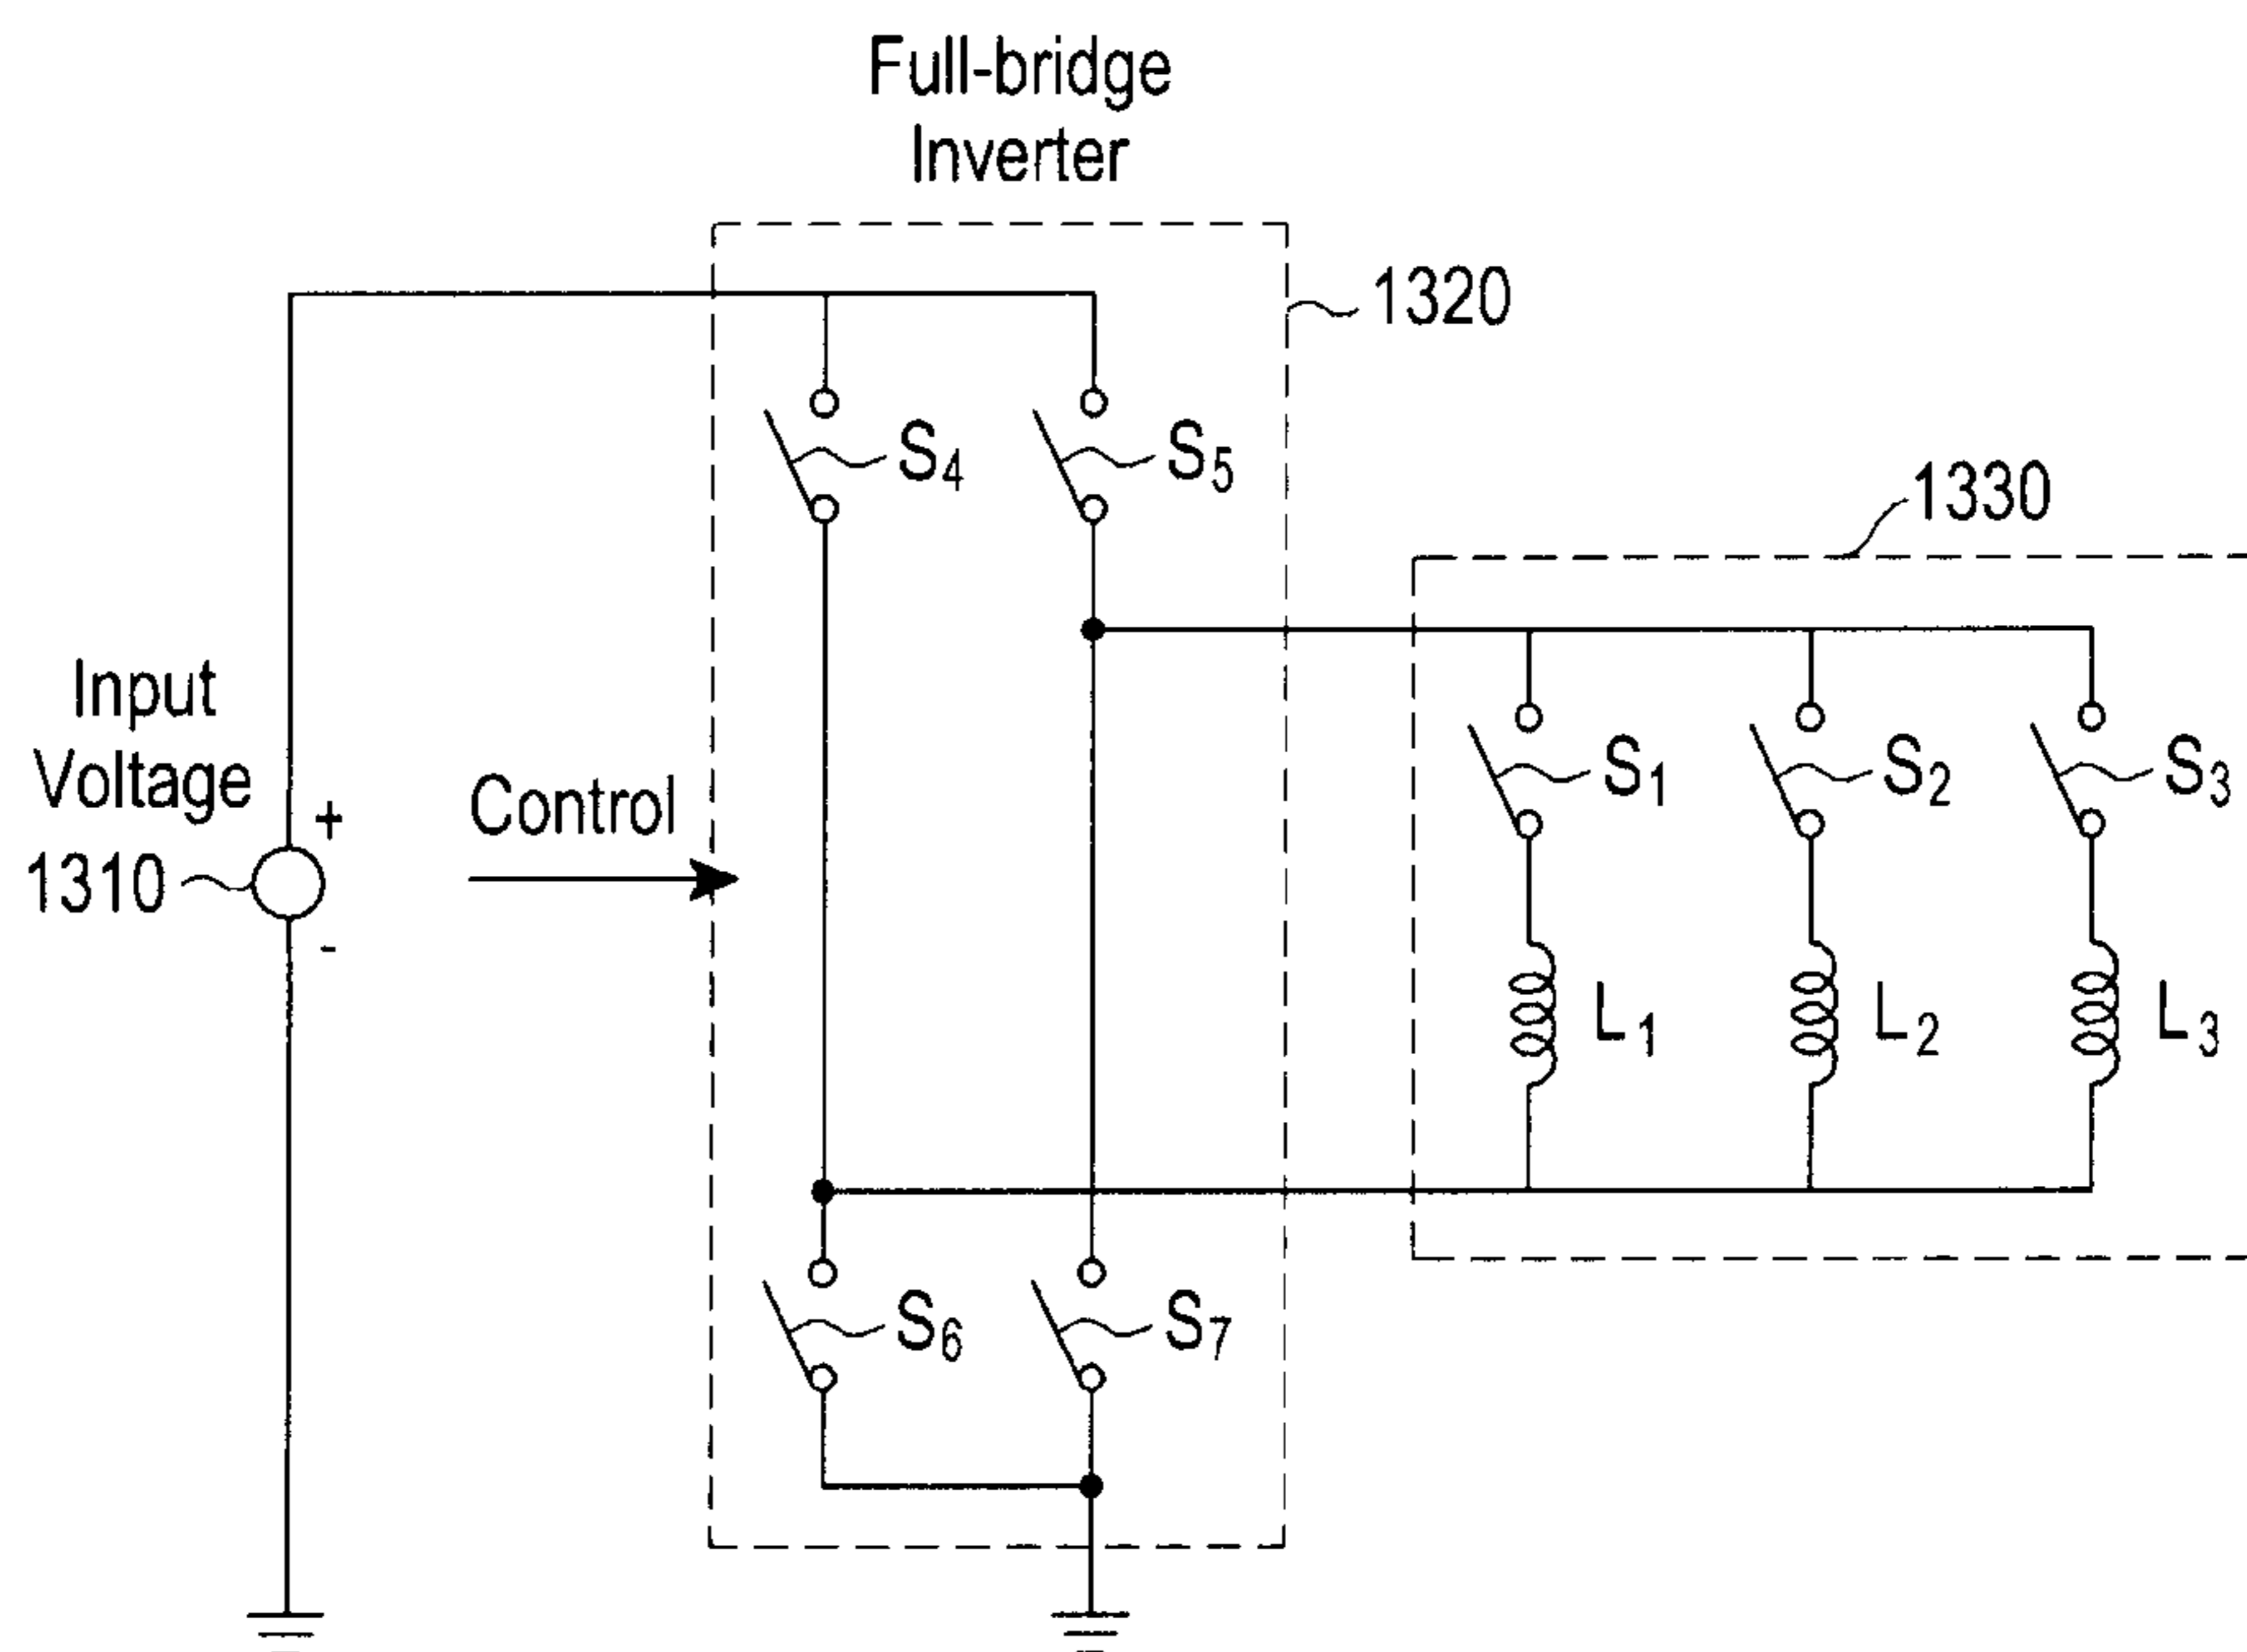 Full-bridge
Inverter
1320
S4
S5
1330
Input
Voltage
+
1310
-
Control
S1
S2
S3
L1
L2
L3
S6
S7